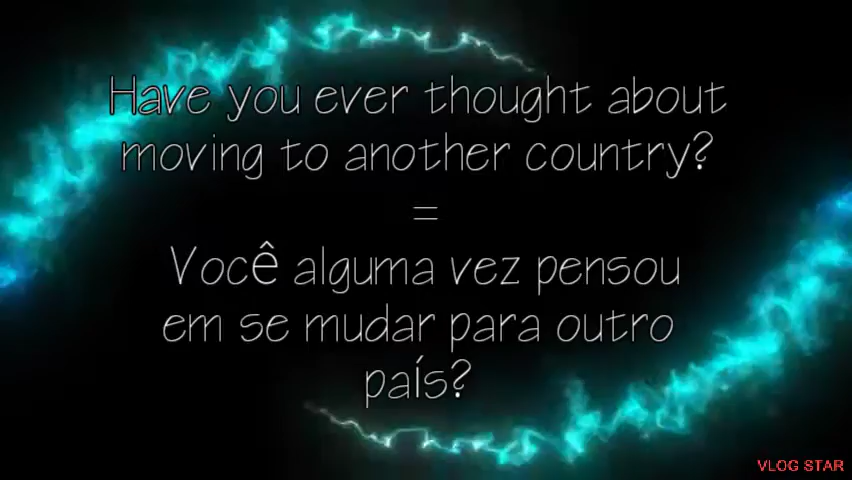 Have you ever thought about
moving to another country?
=
Você alguma vez pensou
em se mudar para outro
país?
VLOG STAR